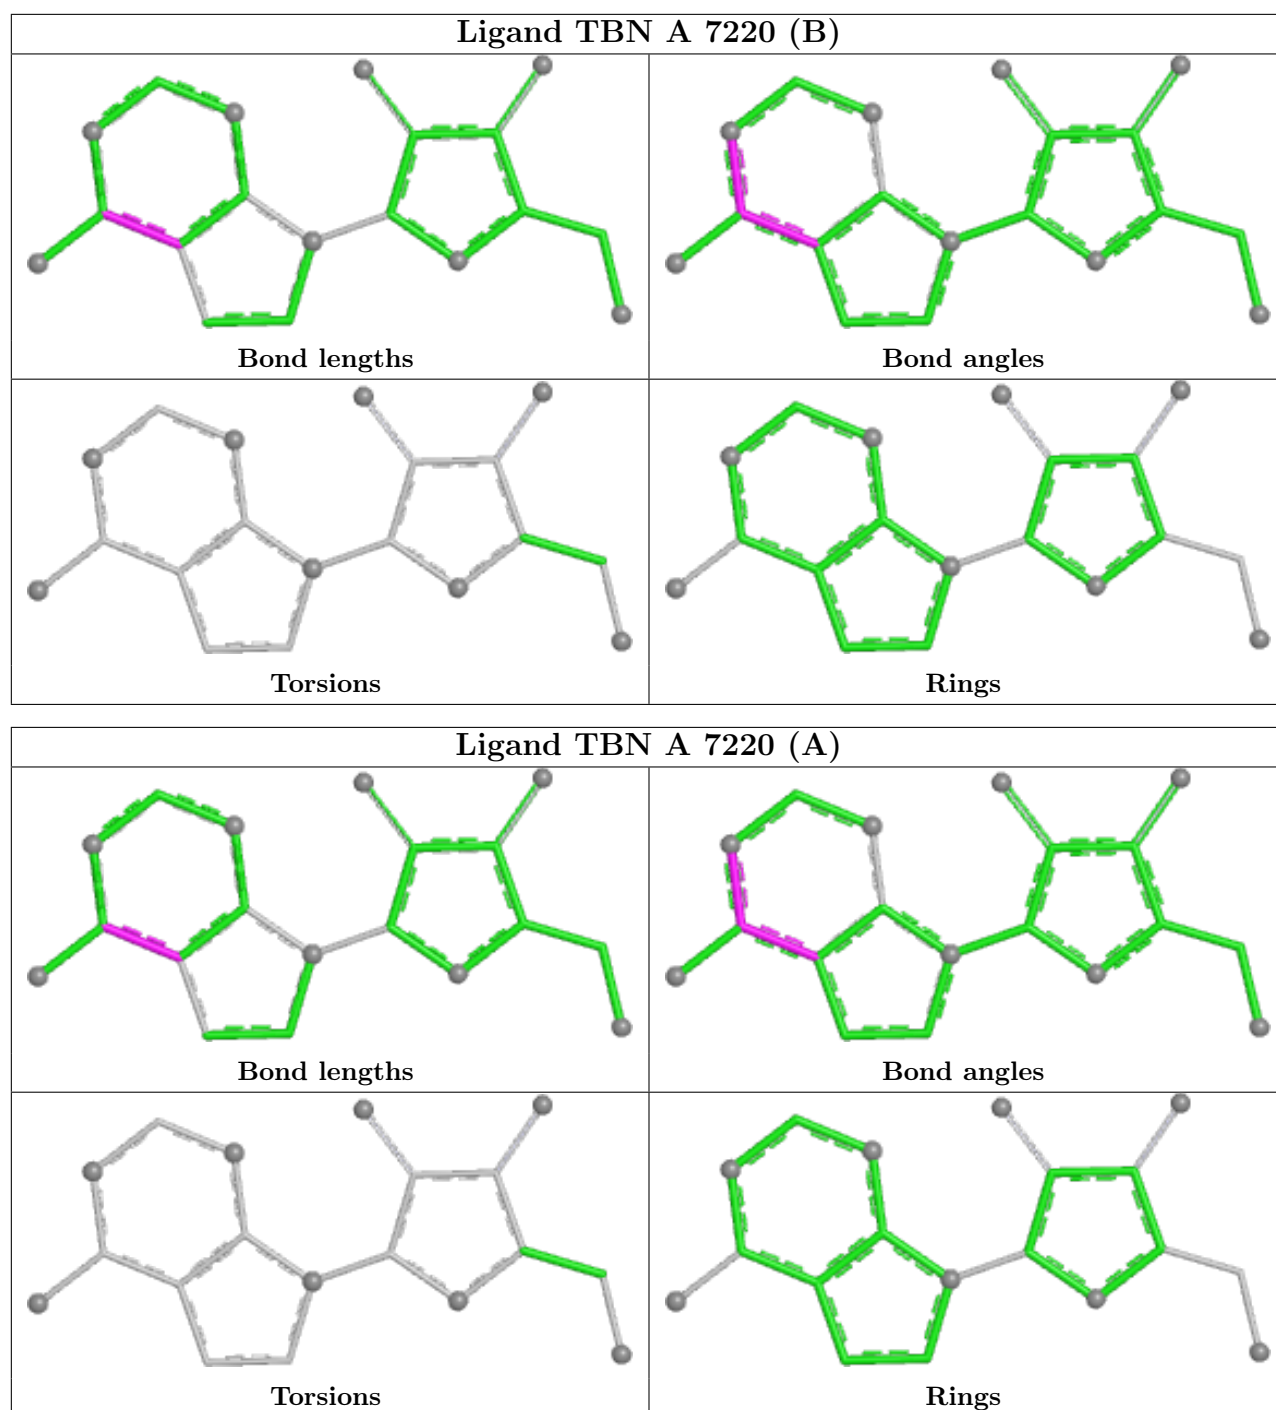 Ligand TBN A 7220 (B)
Bond lengths
Bond angles
Torsions
Rings
Ligand TBN A 7220 (A)
Bond lengths
Bond angles
Torsions
Rings